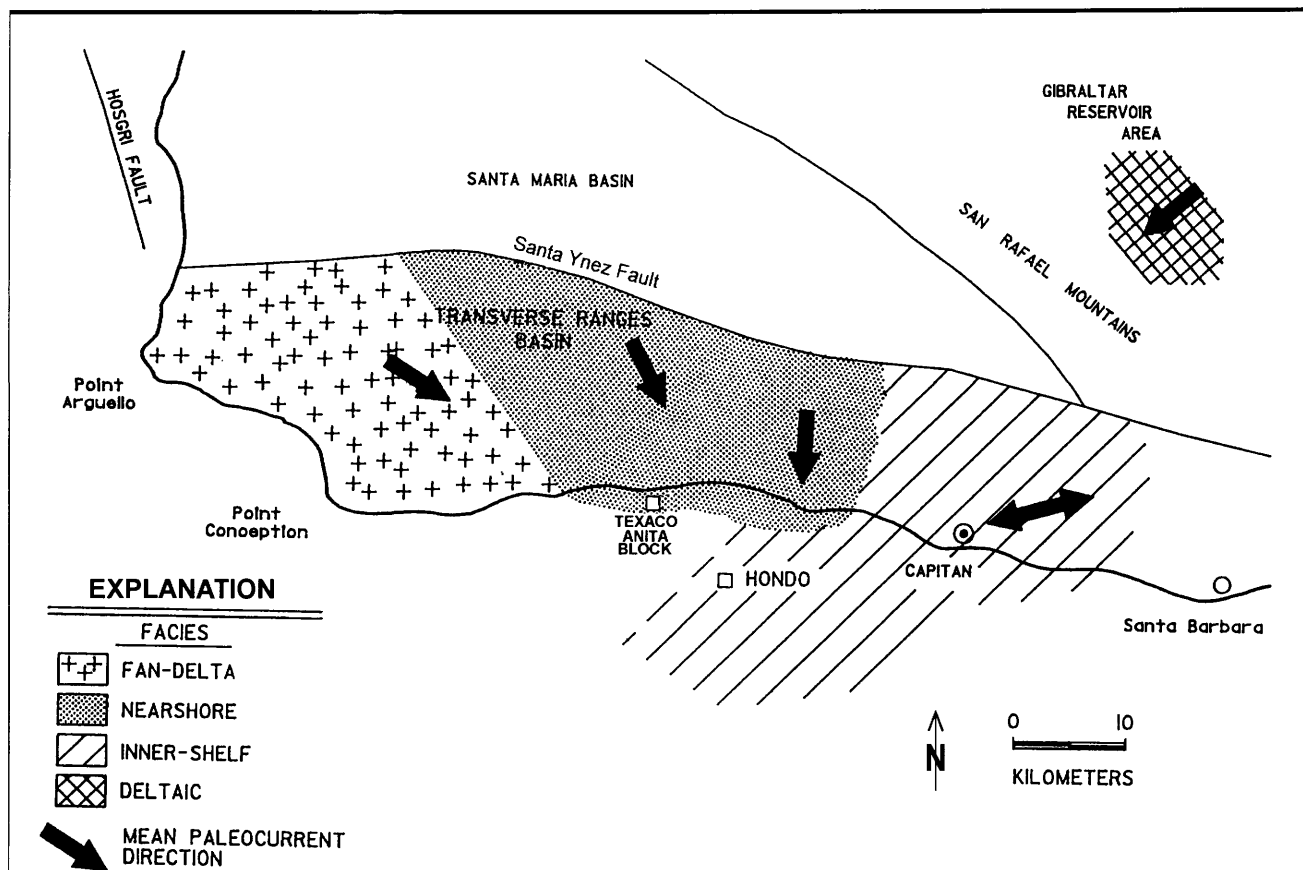 HOSGRI FAULT
GIBRALTAR
RESERVOIR
AREA
SANTA MARIA BASIN
SAN RAFAEL MOUNTAINS
Santa Ynez Fault
TRANSVERSE RANGES
BASIN
Point
Arguello
Point
Conception
TEXACO
ANITA
BLOCK
HONDO
CAPITAN
Santa Barbara
EXPLANATION
FACIES
FAN-DELTA
NEARSHORE
INNER-SHELF
DELTAIC
MEAN PALEOCURRENT
DIRECTION
N
0 10
KILOMETERS